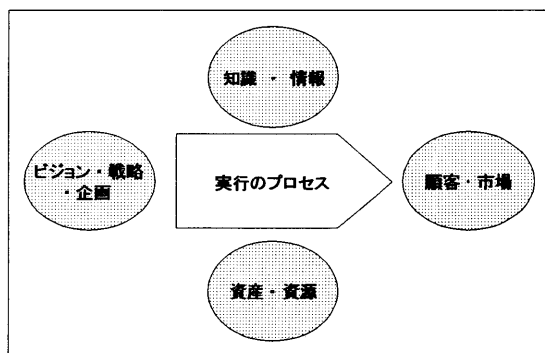 知識 ・ 情報
ビジョン・戦略
・企画
実行のプロセス
顧客・市場
資産・資源